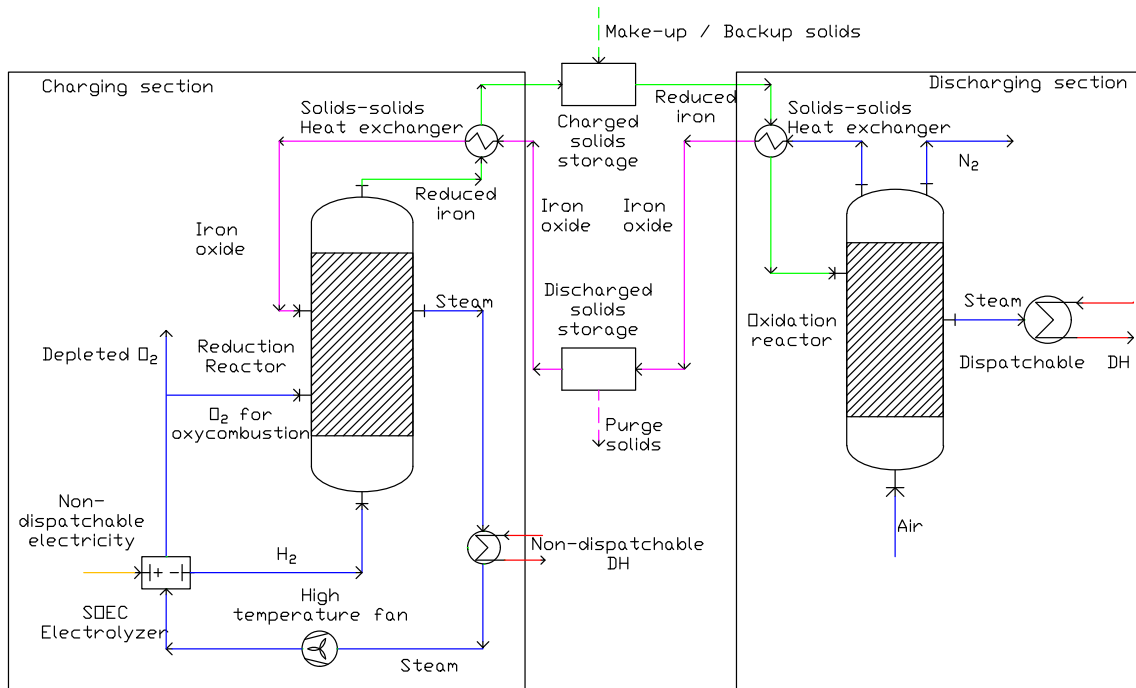 Make-up / Backup solids
Charging section
Discharging section
Solids-solids
Heat exchanger
Charged
solids
storage
Reduced
iron
Solids-solids
Heat exchanger
N2
Reduced
iron
Iron
oxide
Iron
oxide
Iron
oxide
Discharged
solids
storage
Steam
Steam
Oxidation
reactor
Dispatchable DH
Depleted O2
Reduction
Reactor
O2 for
oxycombustion
Purge
solids
Non-
dispatchable
electricity
Air
H2
Non-dispatchable
DH
+ -
SOEC
Electrolyzer
High
temperature fan
Steam